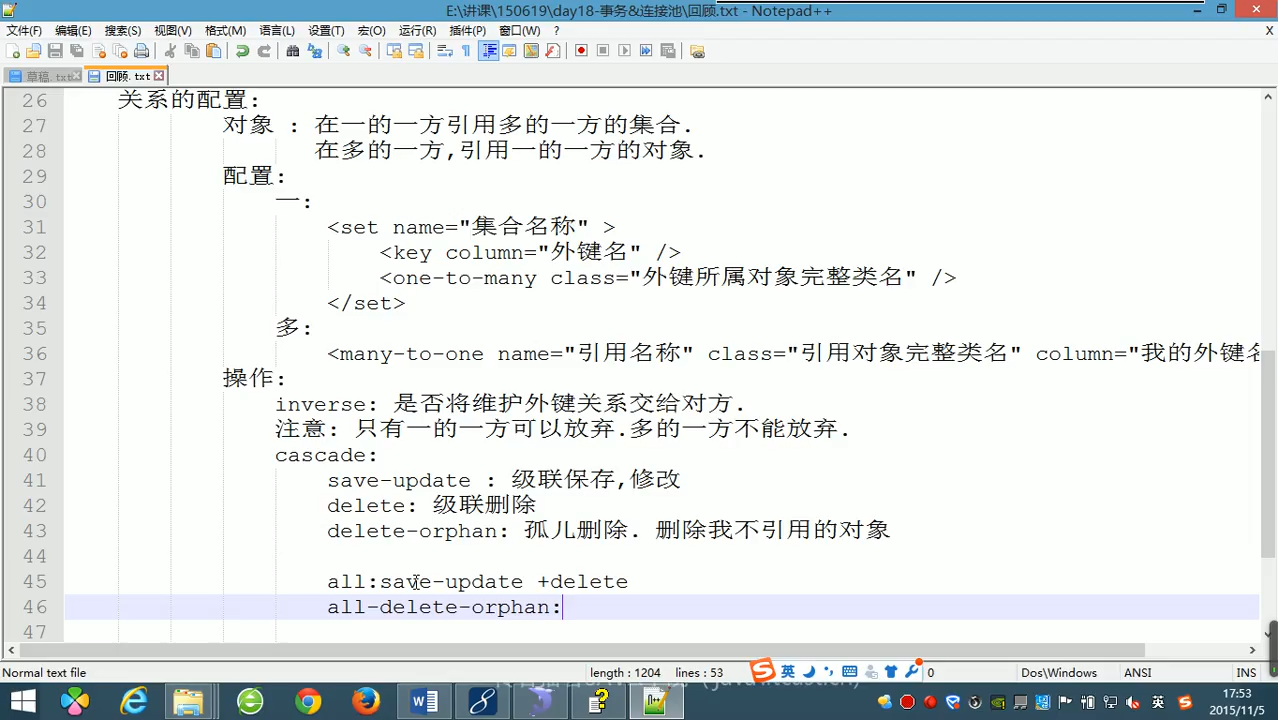 E:\讲课\150619\day18-事务&连接池\回顾.txt - Notepad++
文件(F) 编辑(E) 搜索(S) 视图(V) 格式(M) 语言(L) 设置(T) 宏(O) 运行(R) 插件(P) 窗口(W) ? X
草稿.txt 回顾.txt
26 关系的配置:
27 对象 : 在一的一方引用多的一方的集合.
28 在多的一方,引用一的一方的对象.
29 配置:
30 一:
31 <set name="集合名称" >
32 <key column="外键名" />
33 <one-to-many class="外键所属对象完整类名" />
34 </set>
35 多:
36 <many-to-one name="引用名称" class="引用对象完整类名" column="我的外键名
37 操作:
38 inverse: 是否将维护外键关系交给对方.
39 注意: 只有一的一方可以放弃.多的一方不能放弃.
40 cascade:
41 save-update : 级联保存,修改
42 delete: 级联删除
43 delete-orphan: 孤儿删除. 删除我不引用的对象
44
45 all:save-update +delete
46 all-delete-orphan:
47
Normal text file length : 1204 lines : 53 英 0 Dos\Windows ANSI INS
英 17:53
2015/11/5